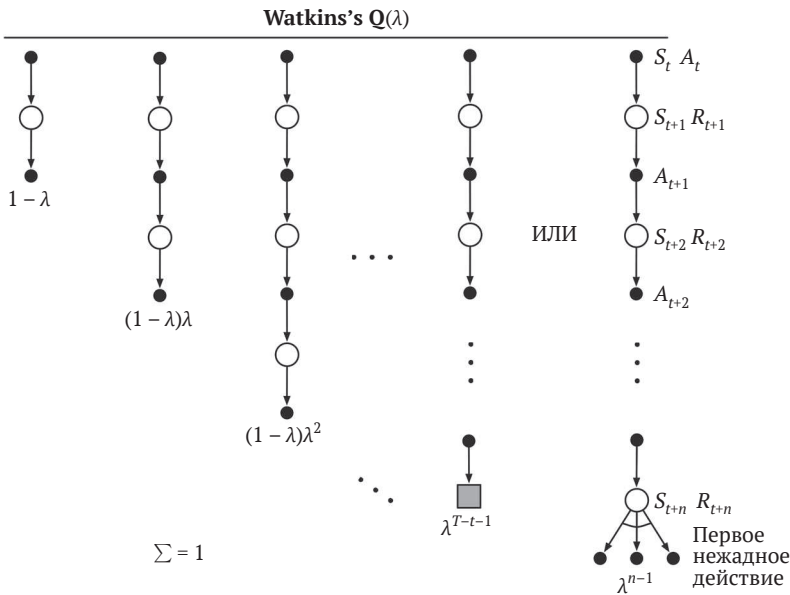 Watkins's Q(λ)
S_t A_t
S_{t+1} R_{t+1}
1 – λ
A_{t+1}
ИЛИ
S_{t+2} R_{t+2}
(1 – λ)λ
A_{t+2}
(1 – λ)λ^2
λ^{T–t–1}
S_{t+n} R_{t+n}
∑ = 1
Первое
нежадное
действие
λ^{n–1}